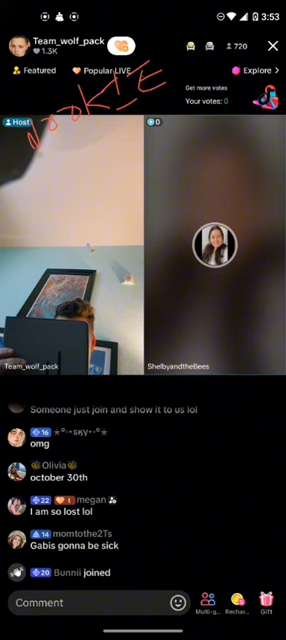 3:53
Team_wolf_pack
1.3K
720
Featured
Popular LIVE
Explore >
Get more votes
Your votes: 0
NooKIE
Host
0
Team_wolf_pack
ShelbyandtheBees
Someone just join and show it to us lol
16 sʞy
omg
Olivia
october 30th
22 I megan
I am so lost lol
14 momtothe2Ts
Gabis gonna be sick
20 Bunnii joined
Comment
Multi-g...
Rechar...
Gift